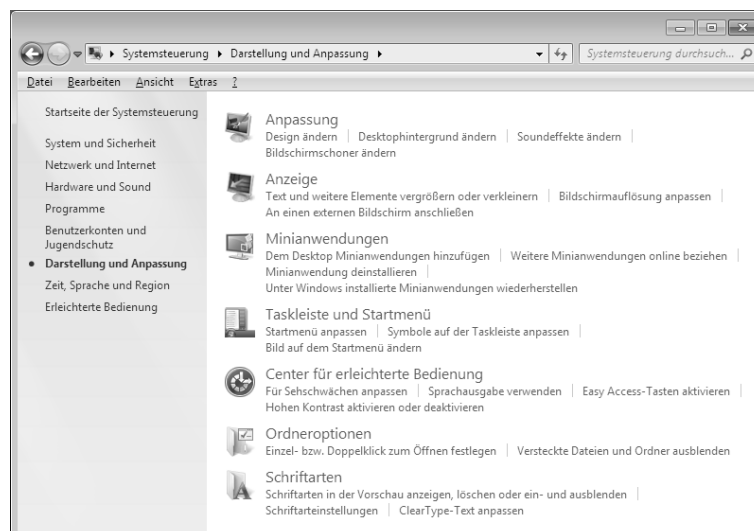 Systemsteuerung ▸ Darstellung und Anpassung ▸ Systemsteuerung durchsuch...
Datei Bearbeiten Ansicht Extras ?
Startseite der Systemsteuerung
System und Sicherheit
Netzwerk und Internet
Hardware und Sound
Programme
Benutzerkonten und
Jugendschutz
Darstellung und Anpassung
Zeit, Sprache und Region
Erleichterte Bedienung
Anpassung
Design ändern | Desktophintergrund ändern | Soundeffekte ändern |
Bildschirmschoner ändern
Anzeige
Text und weitere Elemente vergrößern oder verkleinern | Bildschirmauflösung anpassen |
An einen externen Bildschirm anschließen
Minianwendungen
Dem Desktop Minianwendungen hinzufügen | Weitere Minianwendungen online beziehen |
Minianwendung deinstallieren |
Unter Windows installierte Minianwendungen wiederherstellen
Taskleiste und Startmenü
Startmenü anpassen | Symbole auf der Taskleiste anpassen |
Bild auf dem Startmenü ändern
Center für erleichterte Bedienung
Für Sehschwächen anpassen | Sprachausgabe verwenden | Easy Access-Tasten aktivieren |
Hohen Kontrast aktivieren oder deaktivieren
Ordneroptionen
Einzel- bzw. Doppelklick zum Öffnen festlegen | Versteckte Dateien und Ordner ausblenden
Schriftarten
Schriftarten in der Vorschau anzeigen, löschen oder ein- und ausblenden |
Schriftarteinstellungen | ClearType-Text anpassen